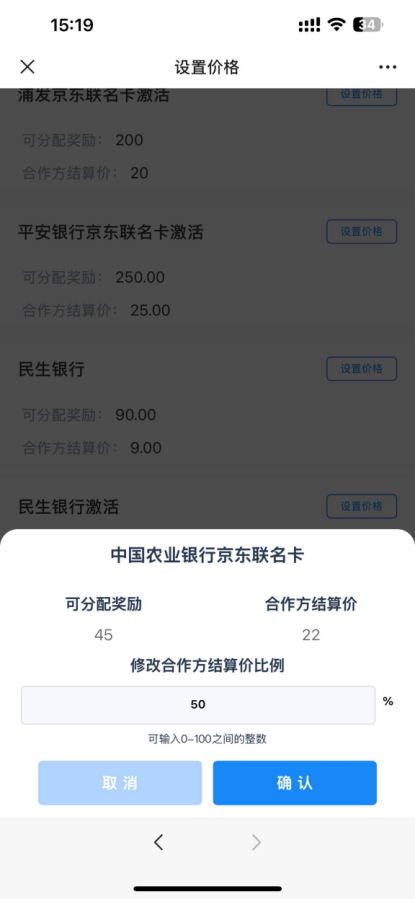 15:19
34
设置价格
浦发京东联名卡激活
设置价格
可分配奖励： 200
合作方结算价： 20
平安银行京东联名卡激活
设置价格
可分配奖励： 250.00
合作方结算价： 25.00
民生银行
设置价格
可分配奖励： 90.00
合作方结算价： 9.00
民生银行激活
设置价格
中国农业银行京东联名卡
可分配奖励 合作方结算价
45 22
修改合作方结算价比例
50 %
可输入0-100之间的整数
取 消 确 认